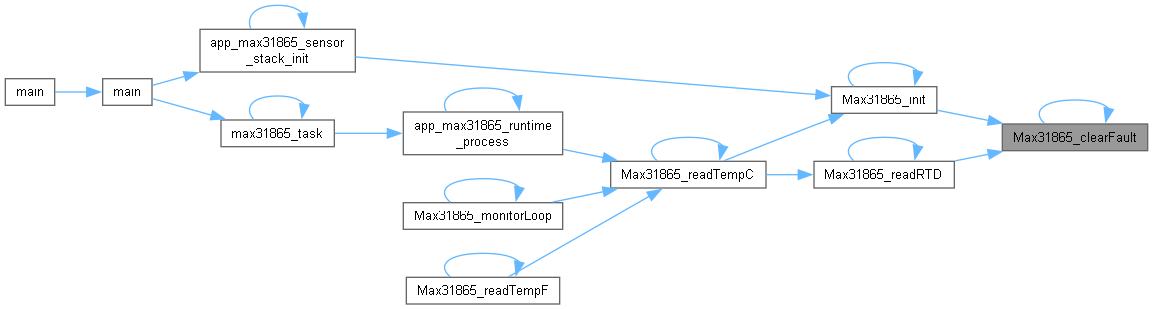 app_max31865_sensor
_stack_init
main
main
max31865_task
app_max31865_runtime
_process
Max31865_init
Max31865_clearFault
Max31865_readTempC
Max31865_readRTD
Max31865_monitorLoop
Max31865_readTempF